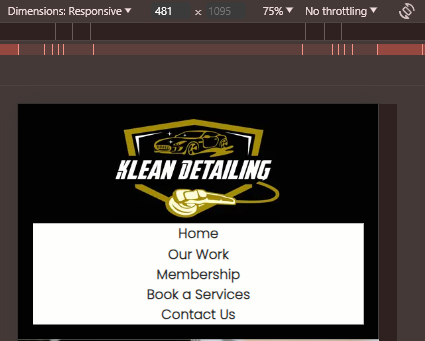 Dimensions: Responsive 481 x 1095 75% No throttling
KLEAN DETAILING
Home
Our Work
Membership
Book a Services
Contact Us